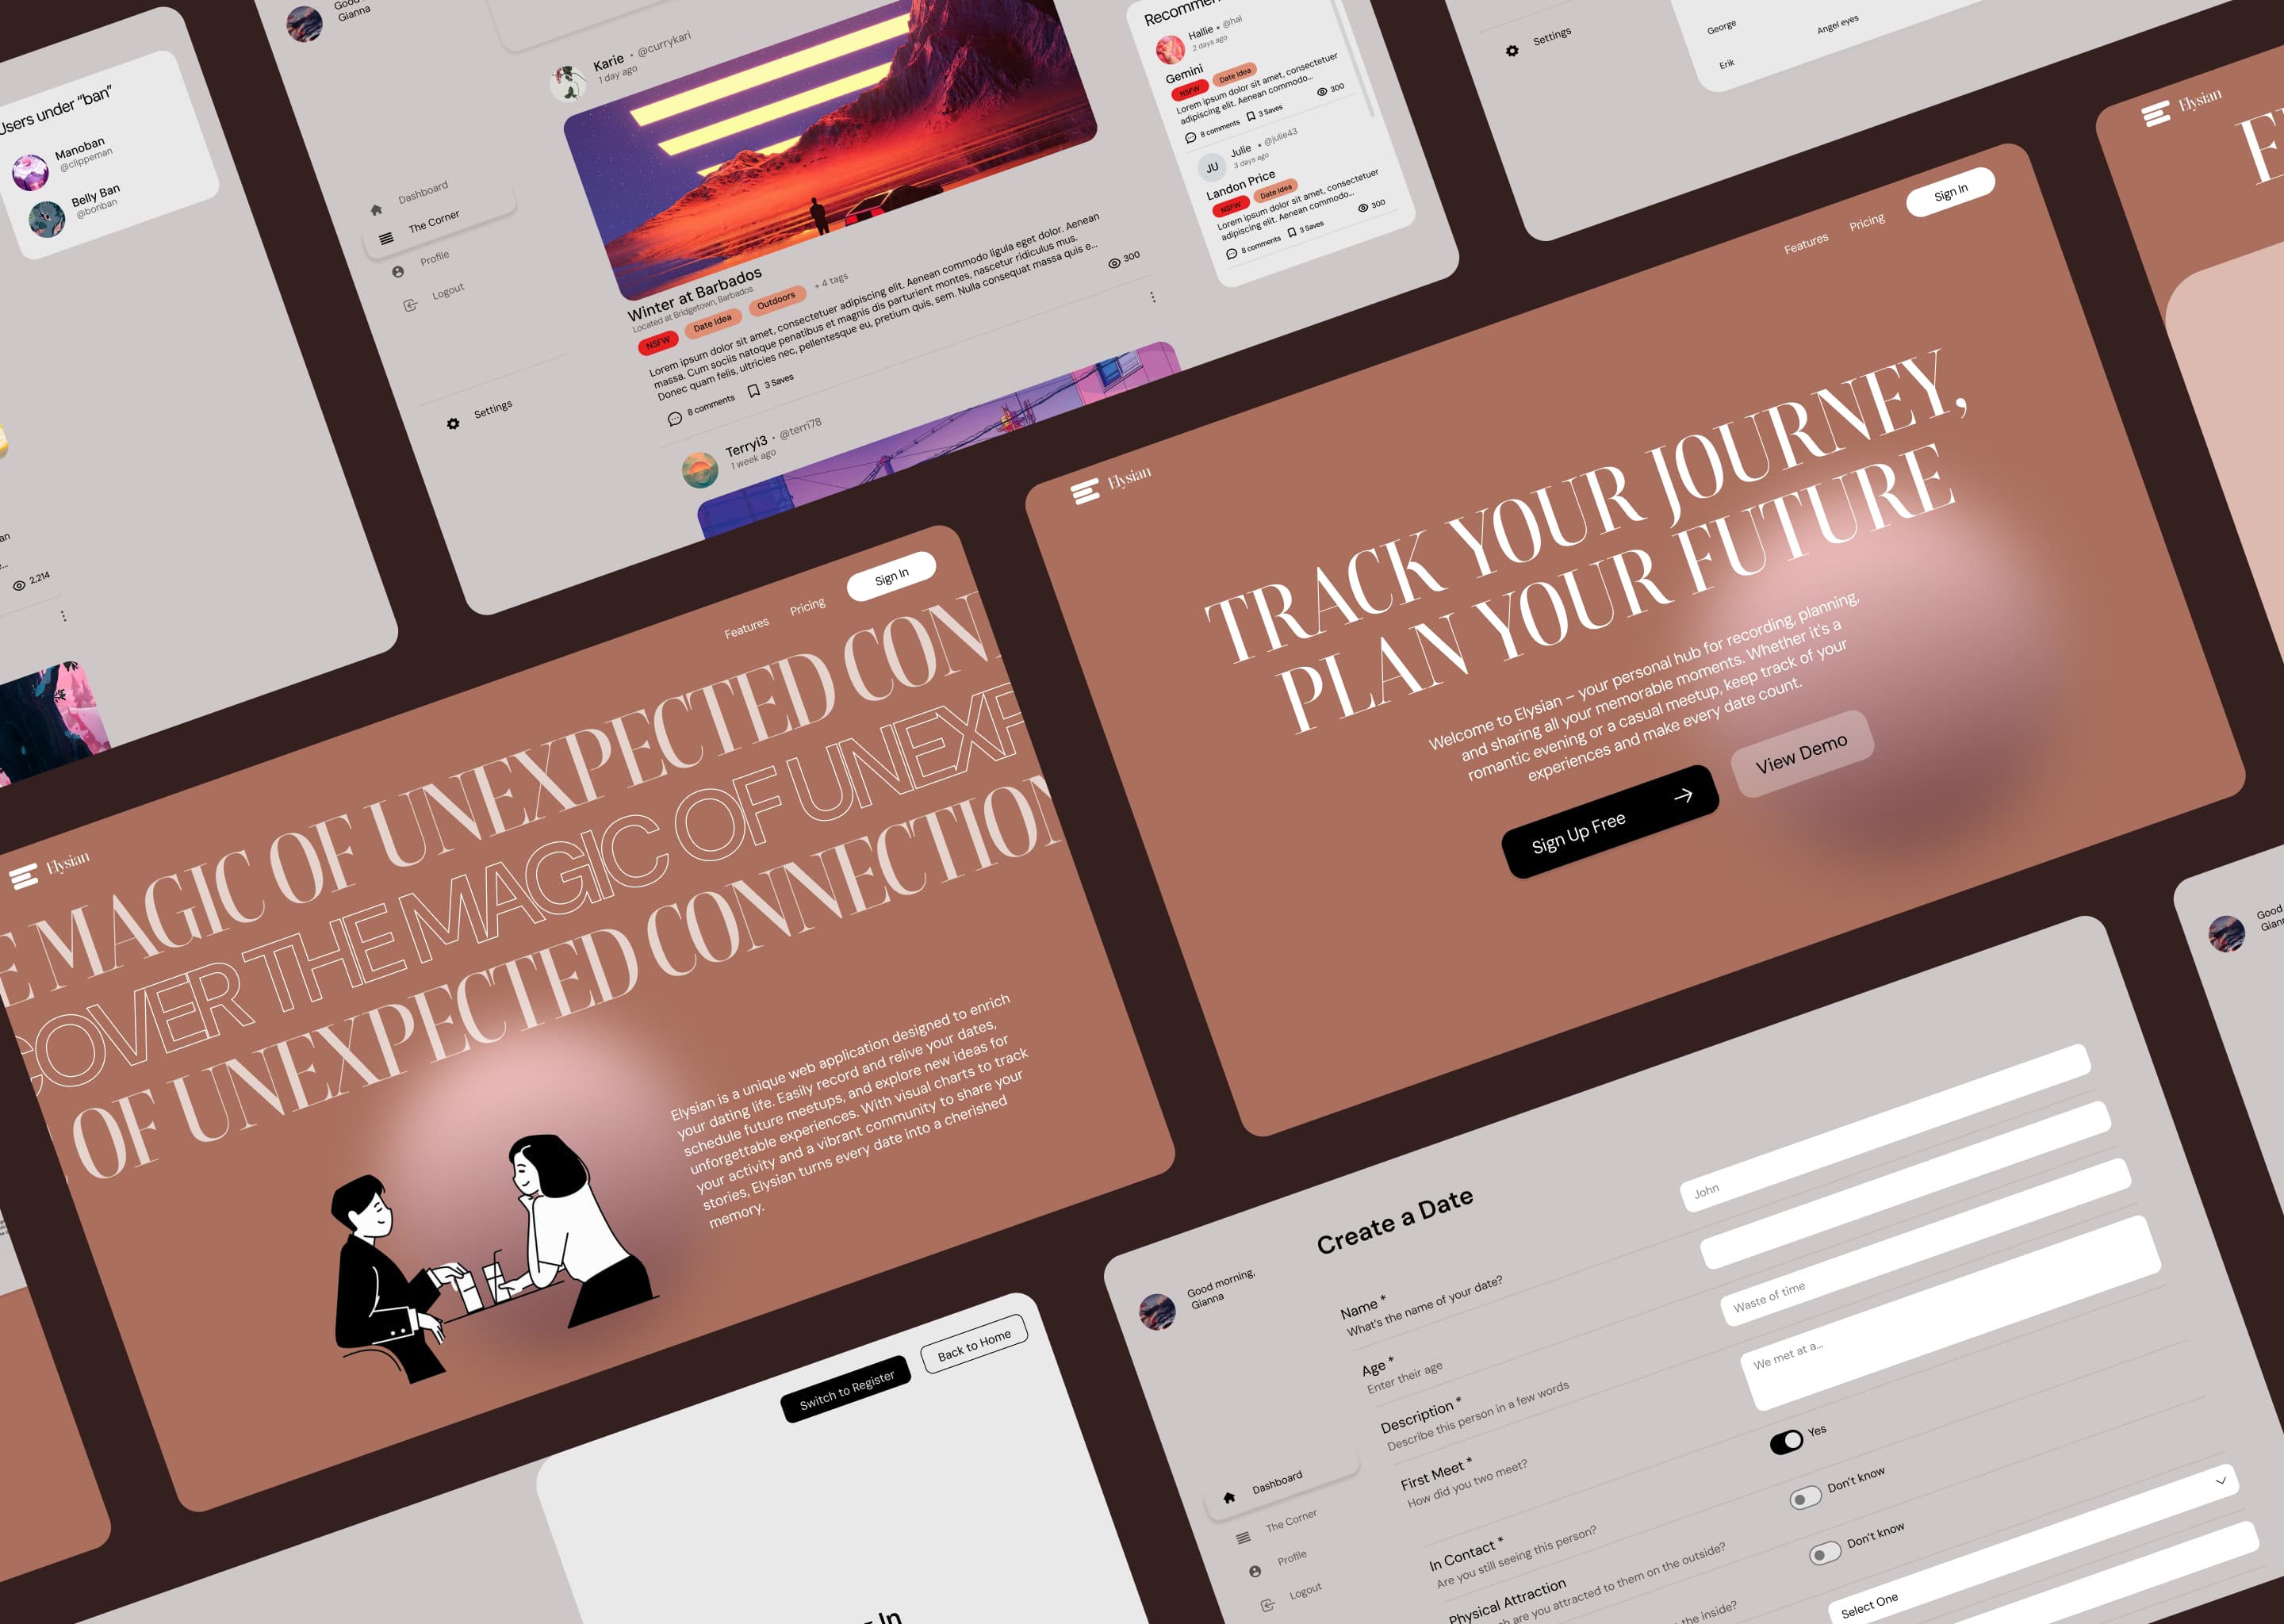 Users under "ban"
Manoban
@clippeman
Belly Ban
@bonban
2,214
Good
Gianna
Dashboard
The Corner
Profile
Logout
Settings
Karie • @currykari
1 day ago
Winter at Barbados
Located at Bridgetown, Barbados
NSFW
Date idea
Outdoors
+ 4 tags
Lorem ipsum dolor sit amet, consectetuer adipiscing elit. Aenean commodo ligula eget dolor. Aenean
massa. Cum sociis natoque penatibus et magnis dis parturient montes, nascetur ridiculus mus.
Donec quam felis, ultricies nec, pellentesque eu, pretium quis, sem. Nulla consequat massa quis e...
8 comments
3 Saves
300
Terryi3 • @terri78
1 week ago
Hallie • @hal
2 days ago
Gemini
NSFW
Date idea
Lorem ipsum dolor sit amet, consectetuer
adipiscing elit. Aenean commodo...
8 comments
3 Saves
300
JU
Julie • @julie43
3 days ago
Landon Price
NSFW
Date idea
Lorem ipsum dolor sit amet, consectetuer
adipiscing elit. Aenean commodo...
8 comments
3 Saves
300
Settings
George
Angel eyes
Erik
Elysian
Elysian
Features
Pricing
Sign In
TRACK YOUR JOURNEY,
PLAN YOUR FUTURE
Welcome to Elysian – your personal hub for recording, planning,
and sharing all your memorable moments. Whether it's a
romantic evening or a casual meetup, keep track of your
experiences and make every date count.
Sign Up Free
View Demo
Elysian
Features
Pricing
Sign In
E MAGIC OF UNEXPECTED CON
COVER THE MAGIC OF UNEXP
OF UNEXPECTED CONNECTION
Elysian is a unique web application designed to enrich
your dating life. Easily record and relive your dates,
schedule future meetups, and explore new ideas for
unforgettable experiences. With visual charts to track
your activity and a vibrant community to share your
stories, Elysian turns every date into a cherished
memory.
Switch to Register
Back to Home
In
Good morning,
Gianna
Dashboard
The Corner
Profile
Logout
Create a Date
Name *
What's the name of your date?
John
Age *
Enter their age
Description *
Describe this person in a few words
Waste of time
First Meet *
How did you two meet?
We met at a...
In Contact *
Are you still seeing this person?
Yes
Physical Attraction
are you attracted to them on the outside?
Don't know
the inside?
Don't know
Select One
Good